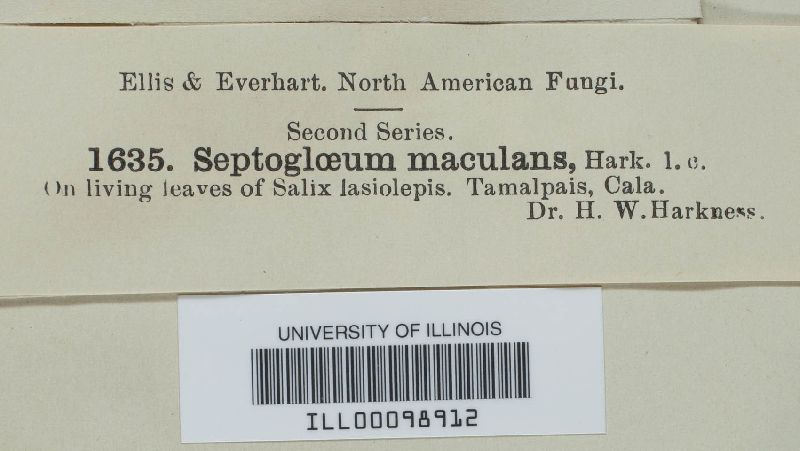 Ellis & Everhart. North American Fungi.
Second Series.
1635. Septoglœum maculans, Hark. l. c.
On living leaves of Salix lasiolepis. Tamalpais, Cala.
Dr. H. W. Harkness.
UNIVERSITY OF ILLINOIS
ILL00098912